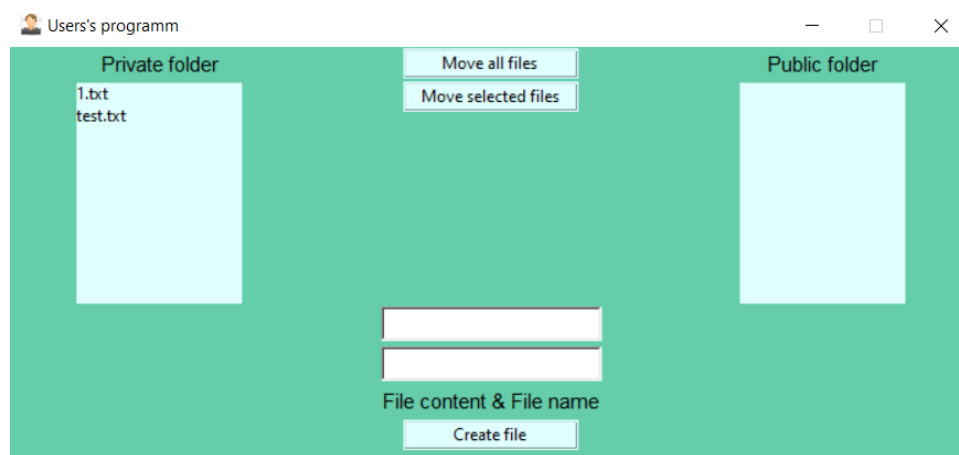 Users's programm
Private folder
Move all files
Public folder
1.txt
Move selected files
test.txt
File content & File name
Create file